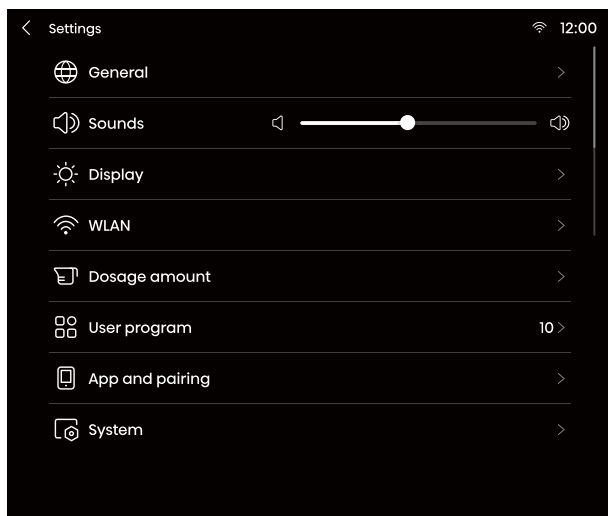 Settings 12:00
General
Sounds
Display
WLAN
Dosage amount
User program 10
App and pairing
System